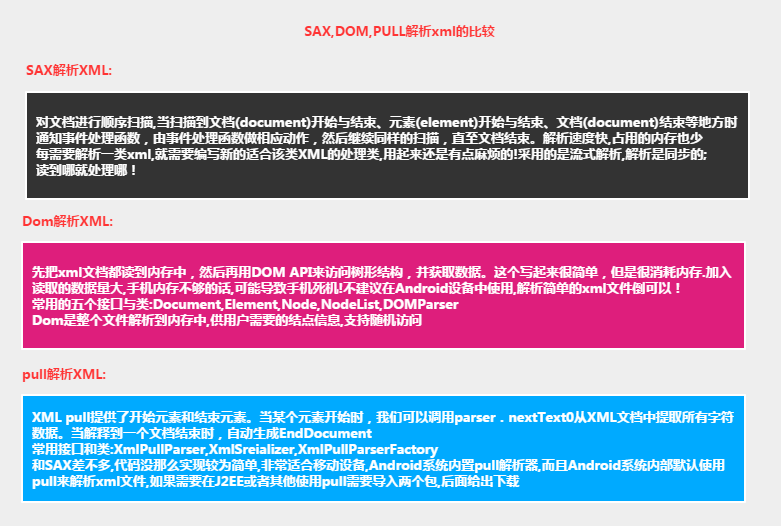 SAX,DOM,PULL解析xml的比较
SAX解析XML:
对文档进行顺序扫描,当扫描到文档(document)开始与结束、元素(element)开始与结束、文档(document)结束等地方时
通知事件处理函数，由事件处理函数做相应动作，然后继续同样的扫描，直至文档结束。解析速度快,占用的内存也少
每需要解析一类xml,就需要编写新的适合该类XML的处理类,用起来还是有点麻烦的!采用的是流式解析,解析是同步的;
读到哪就处理哪！
Dom解析XML:
先把xml文档都读到内存中，然后再用DOM API来访问树形结构，并获取数据。这个写起来很简单，但是很消耗内存.加入
读取的数据量大,手机内存不够的话,可能导致手机死机!不建议在Android设备中使用,解析简单的xml文件倒可以！
常用的五个接口与类:Document,Element,Node,NodeList,DOMParser
Dom是整个文件解析到内存中,供用户需要的结点信息,支持随机访问
pull解析XML:
XML pull提供了开始元素和结束元素。当某个元素开始时，我们可以调用parser．nextText0从XML文档中提取所有字符
数据。当解释到一个文档结束时，自动生成EndDocument
常用接口和类:XmlPullParser,XmlSreializer,XmlPullParserFactory
和SAX差不多,代码没那么实现较为简单,非常适合移动设备,Android系统内置pull解析器,而且Android系统内部默认使用
pull来解析xml文件,如果需要在J2EE或者其他使用pull需要导入两个包,后面给出下载